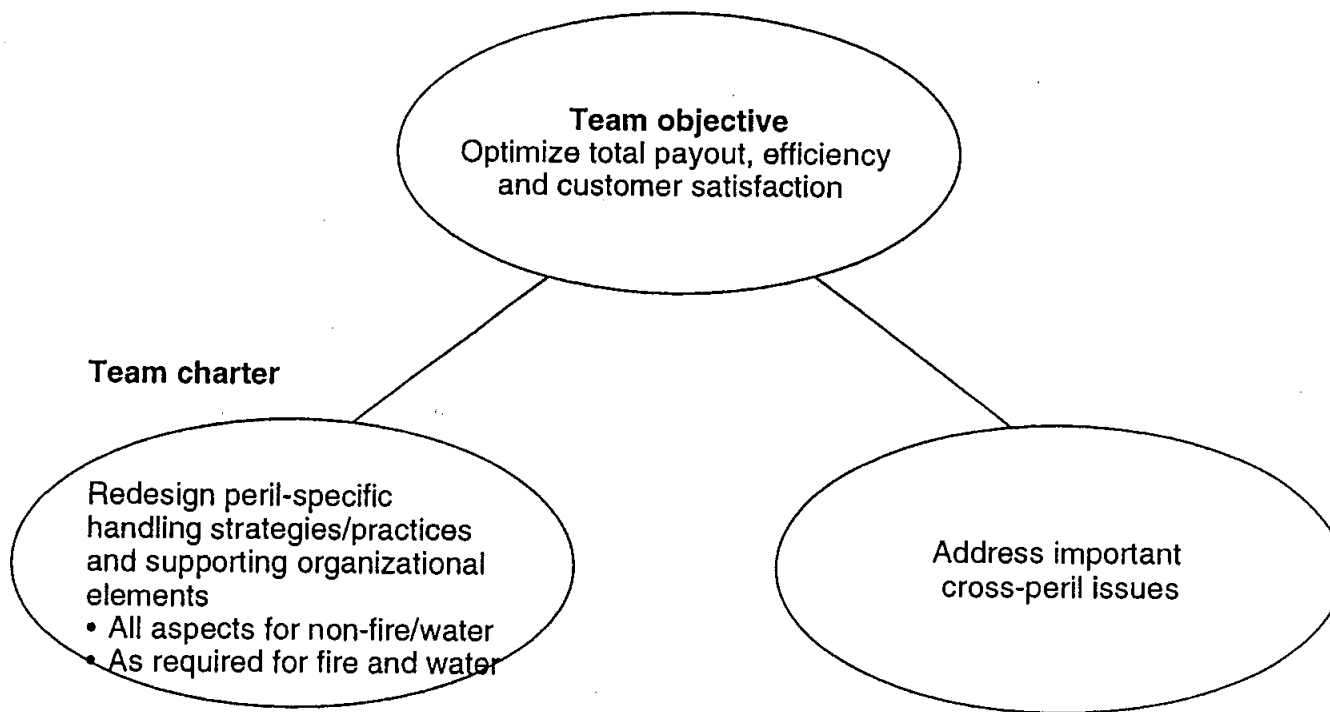 Team objective
Optimize total payout, efficiency
and customer satisfaction
Team charter
Redesign peril-specific
handling strategies/practices
and supporting organizational
elements
• All aspects for non-fire/water
• As required for fire and water
Address important
cross-peril issues